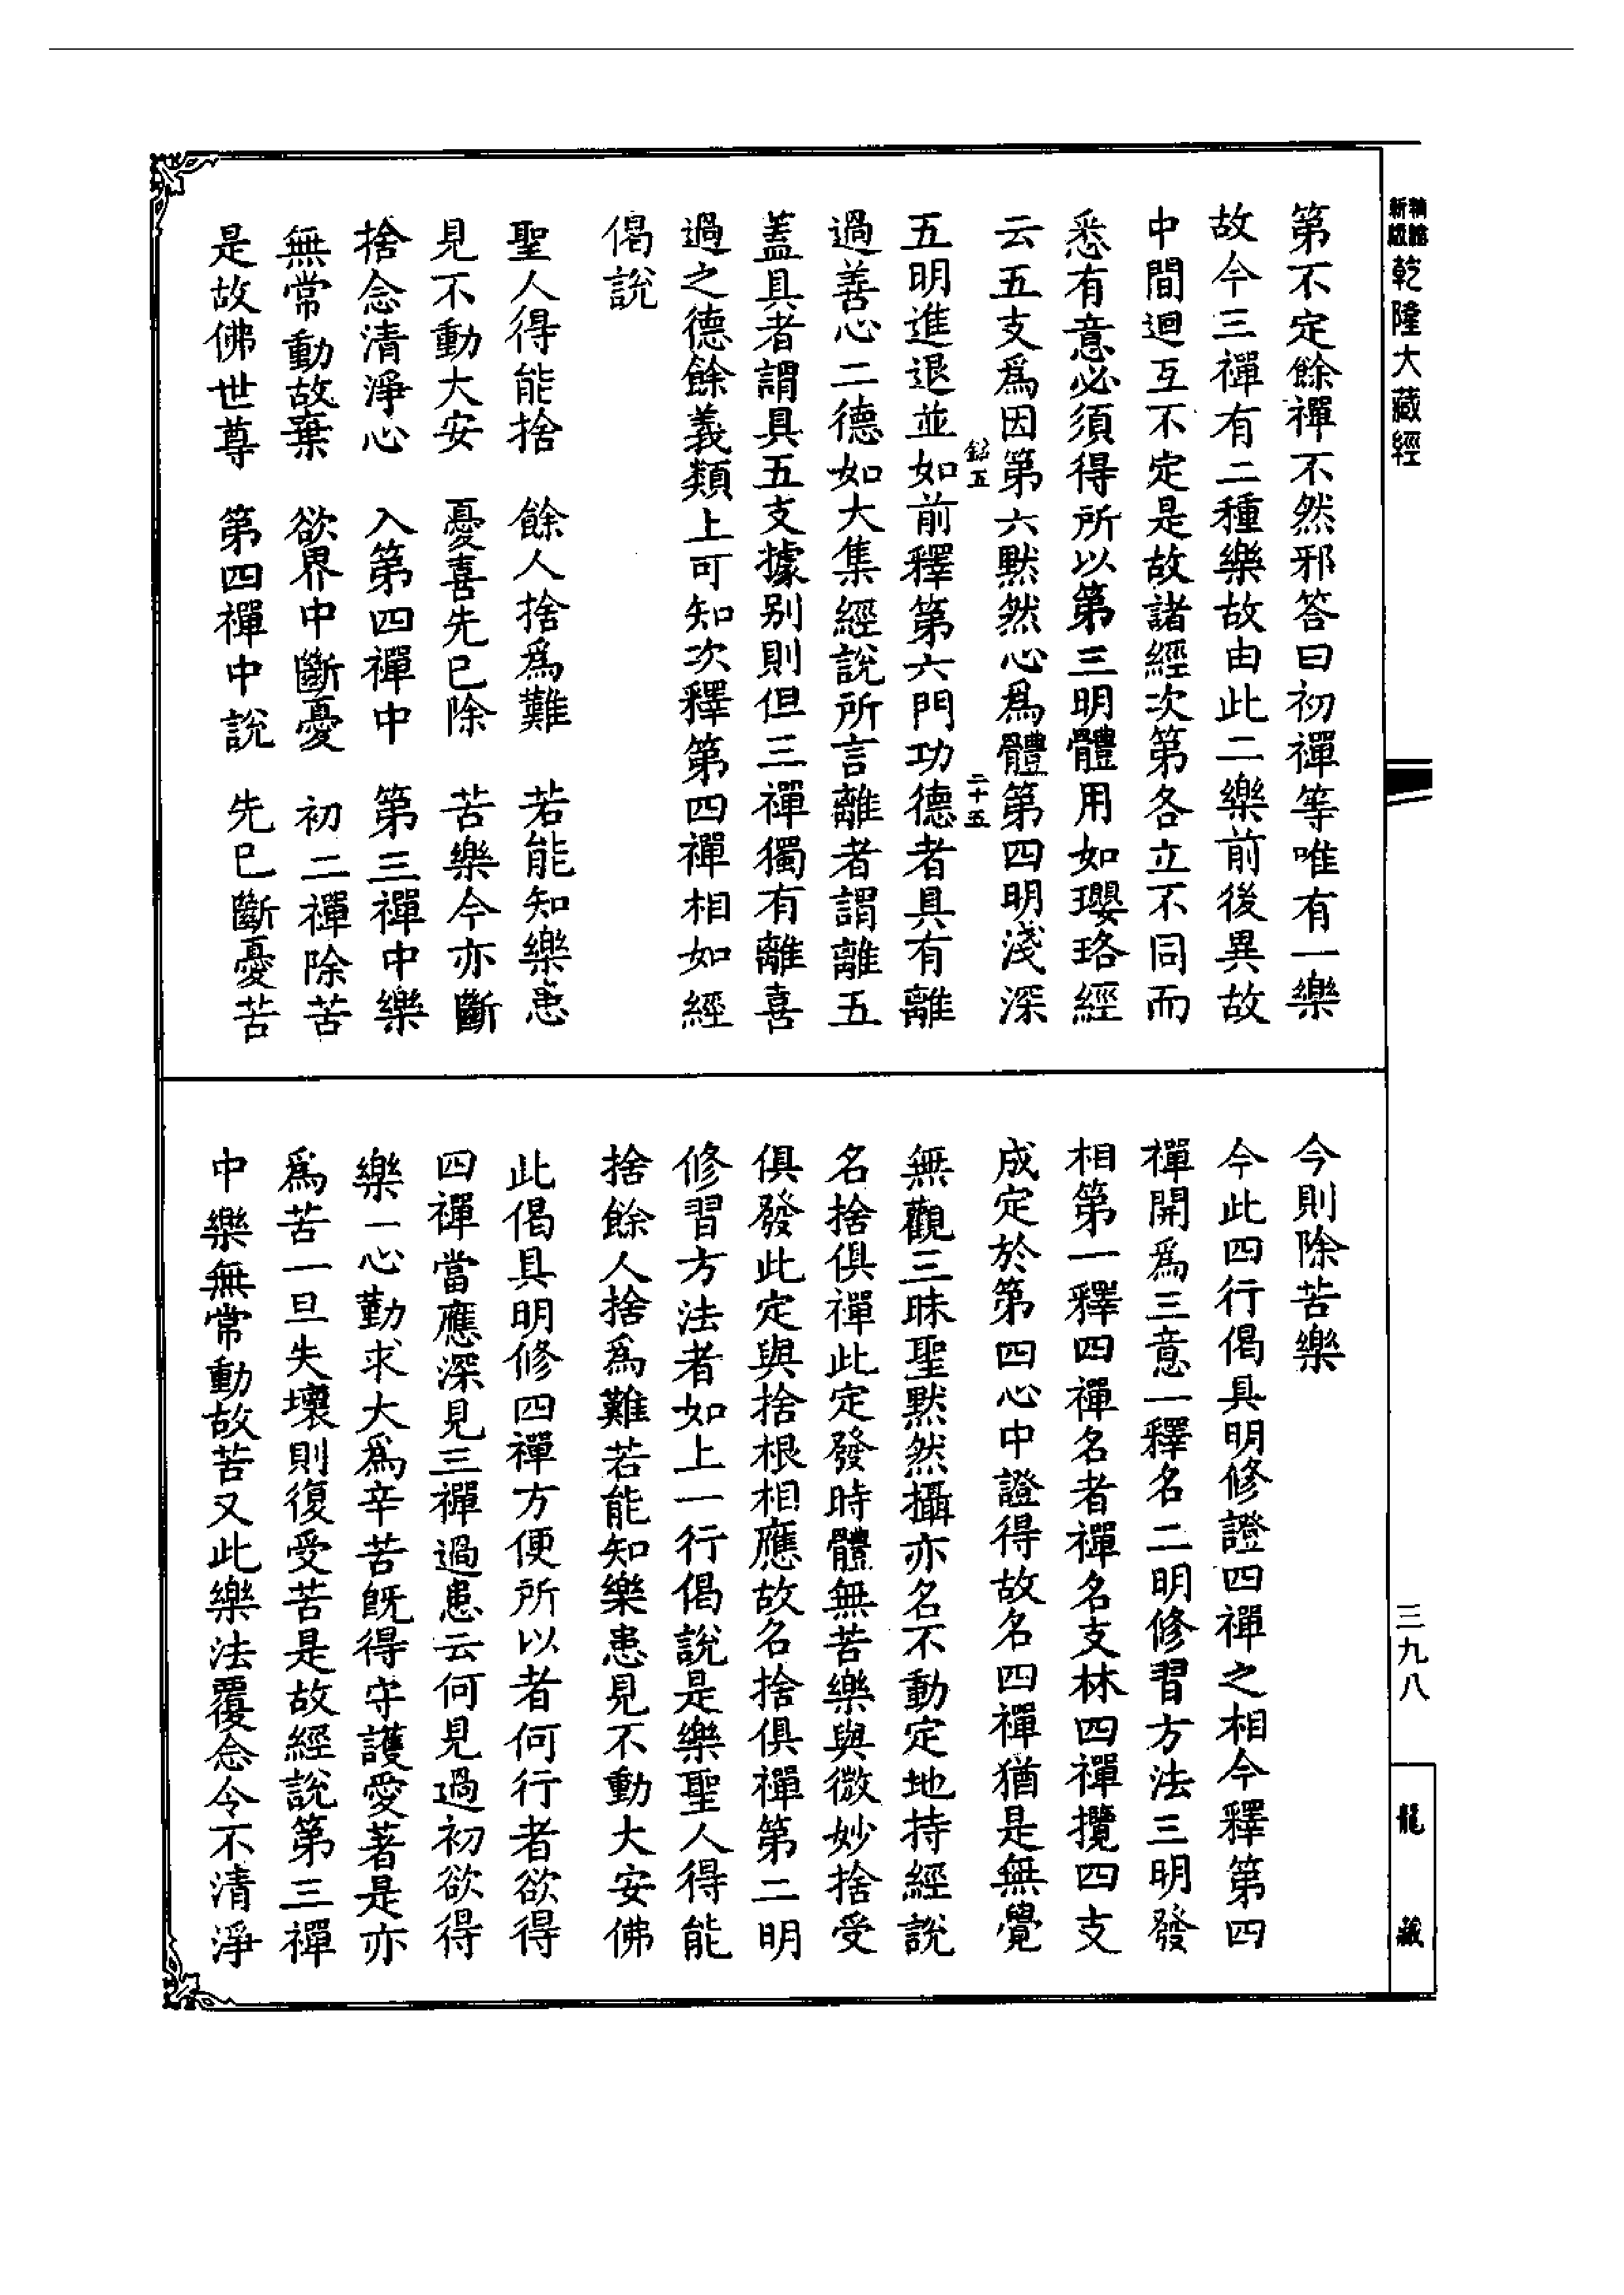 乾隆大藏經
第不定餘禪不然邪答曰初禪等唯有一樂
故今三禪有二種樂故由此二樂前後異故
中間迴互不定是故諸經次第各立不同而
悉有意必須得所以第三明體用如瓔珞經
云五支爲因第六默然心爲體第四明淺深
五明進退並如前釋第六門功德者具有離
過善心二德如大集經說所言離者謂離五
蓋具者謂具五支據別則但三禪獨有離喜
過之德餘義類上可知次釋第四禪相如經
偈說
聖人得能捨 餘人捨爲難 若能知樂患
見不動大安 憂喜先已除 苦樂今亦斷
捨念清淨心 入第四禪中 第三禪中樂
無常動故棄 欲界中斷憂 初二禪除苦
是故佛世尊 第四禪中說 先已斷憂苦
二十五
今則除苦樂
今此四行偈具明修證四禪之相今釋第四
禪開爲三意一釋名二明修習方法三明發
相第一釋四禪名者禪名支林四禪攬四支
成定於第四心中證得故名四禪猶是無覺
無觀三昧聖默然攝亦名不動定地持經說
名捨俱禪此定發時體無苦樂與微妙捨受
俱發此定與捨根相應故名捨俱禪第二明
修習方法者如上一行偈說是樂聖人得能
捨餘人捨爲難若能知樂患見不動大安佛
此偈具明修四禪方便所以者何行者欲得
四禪當應深見三禪過患云何見過初欲得
樂一心勤求大爲辛苦既得守護愛著是亦
爲苦一旦失壞則復受苦是故經說第三禪
中樂無常動故苦又此樂法覆念令不清淨
三九八
龍藏